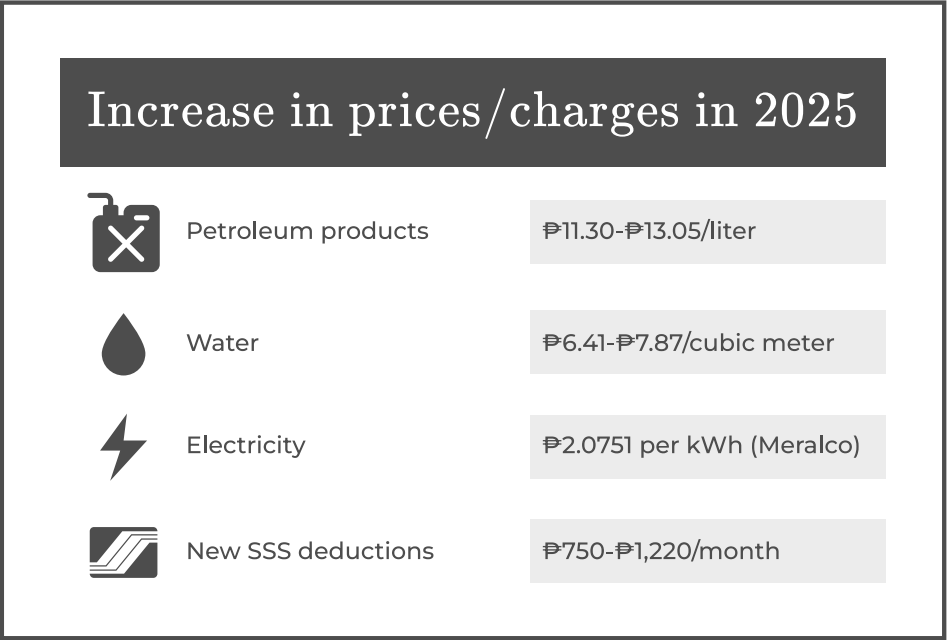 Increase in prices/charges in 2025
Petroleum products ₱11.30-₱13.05/liter
Water ₱6.41-₱7.87/cubic meter
Electricity ₱2.0751 per kWh (Meralco)
New SSS deductions ₱750-₱1,220/month